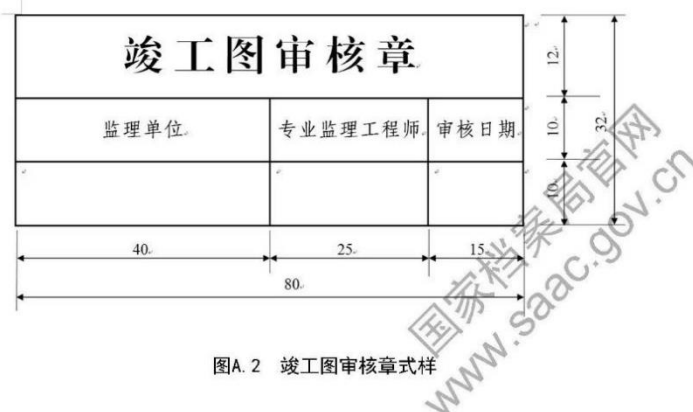 竣工图审核章
12
监理单位 专业监理工程师 审核日期
10
32
10
40 25 15
80
国家档案局官网
www.saac.gov.cn
图A.2 竣工图审核章式样